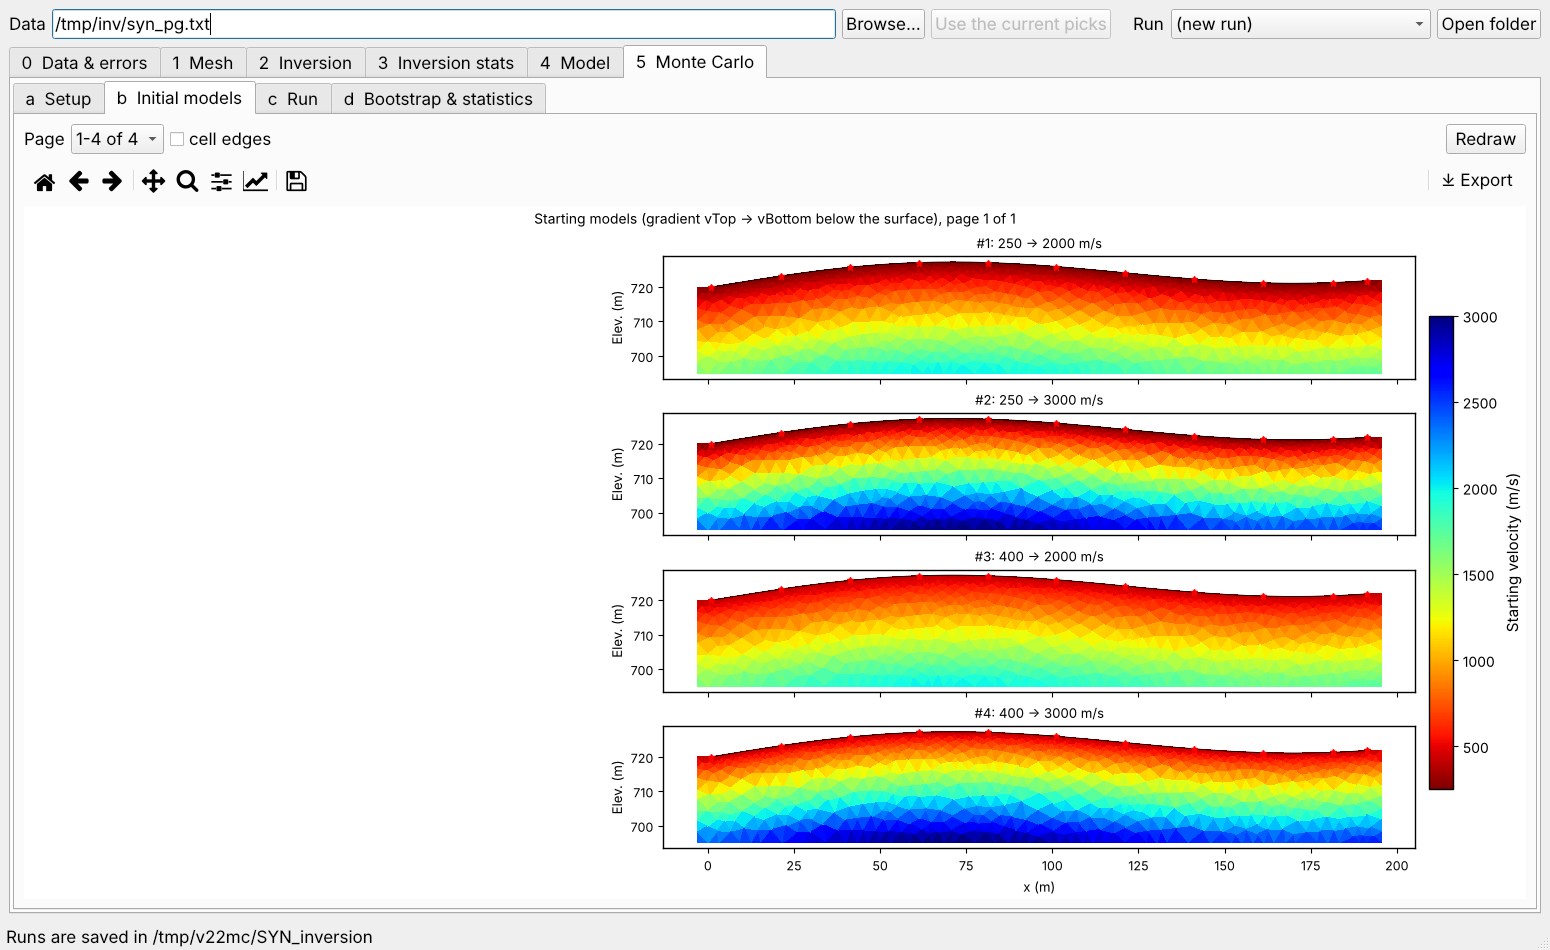 Data /tmp/inv/syn_pg.txt Browse... Use the current picks Run (new run) Open folder
0 Data & errors 1 Mesh 2 Inversion 3 Inversion stats 4 Model 5 Monte Carlo
a Setup b Initial models c Run d Bootstrap & statistics
Page 1-4 of 4 cell edges Redraw
Export
Starting models (gradient vTop → vBottom below the surface), page 1 of 1
#1: 250 → 2000 m/s
Elev. (m)
720
710
700
#2: 250 → 3000 m/s
Elev. (m)
720
710
700
#3: 400 → 2000 m/s
Elev. (m)
720
710
700
#4: 400 → 3000 m/s
Elev. (m)
720
710
700
0 25 50 75 100 125 150 175 200
x (m)
3000
2500
2000
1500
1000
500
Starting velocity (m/s)
Runs are saved in /tmp/v22mc/SYN_inversion